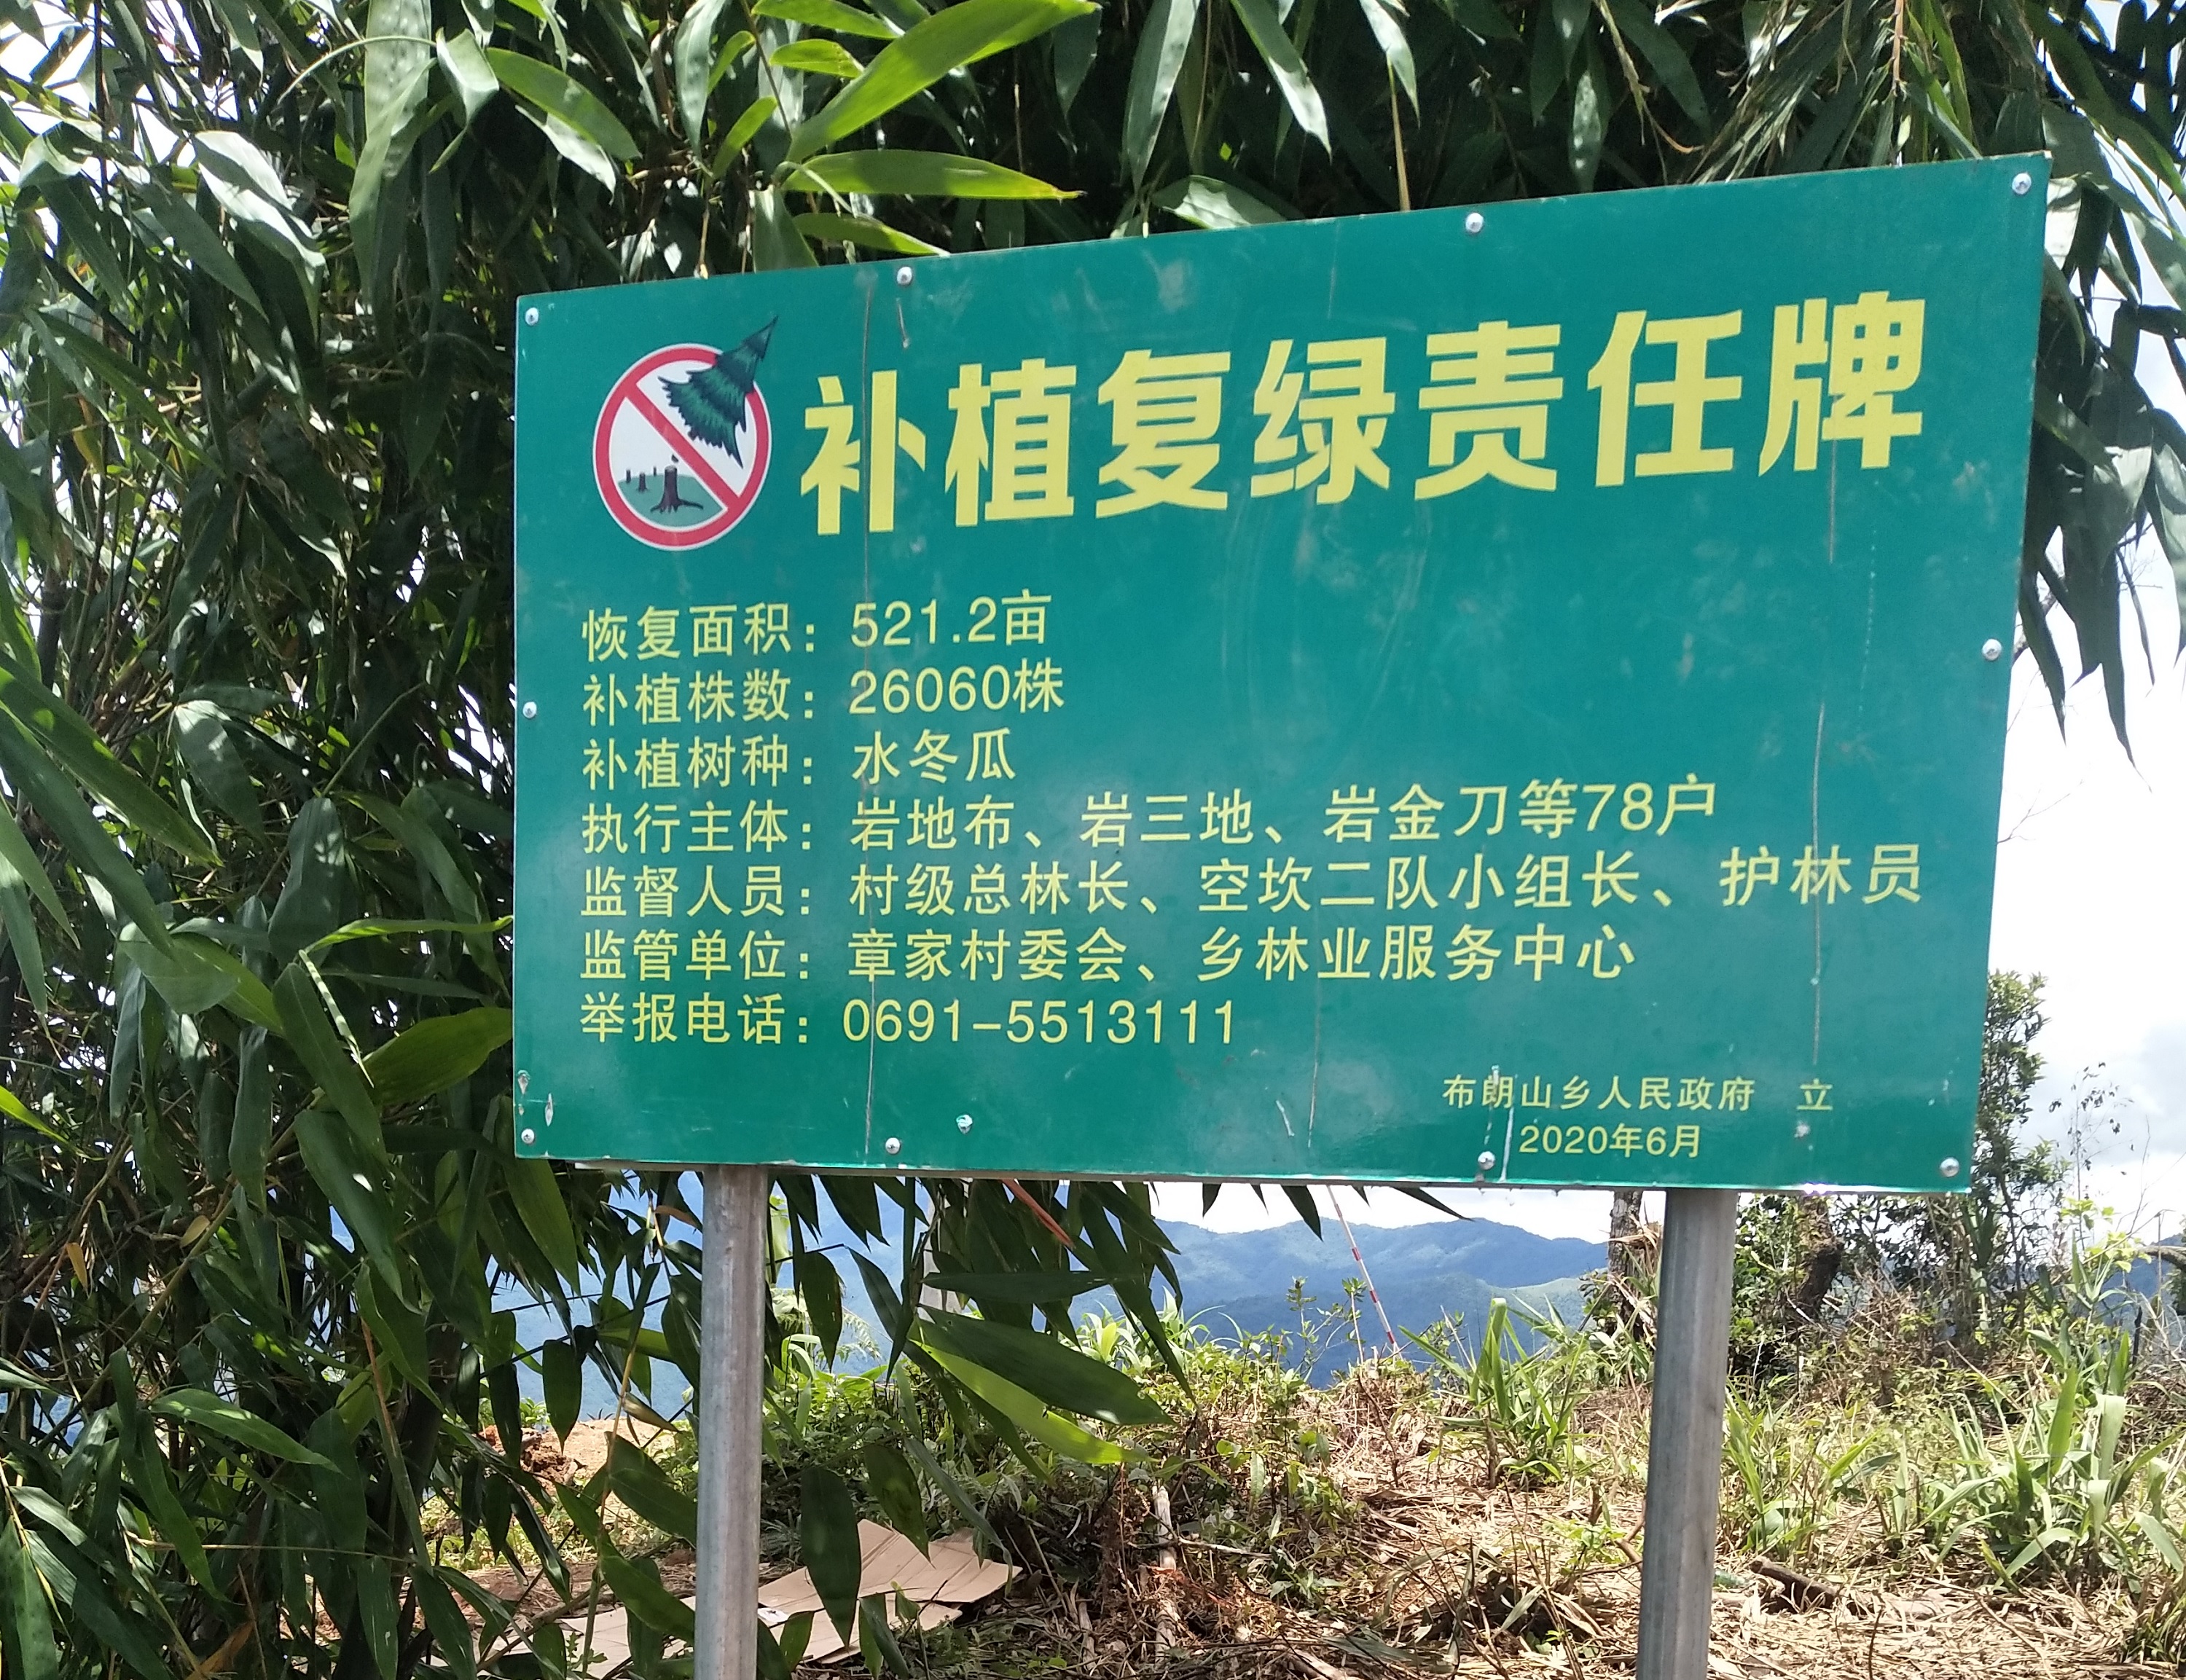 补植复绿责任牌
恢复面积：521.2亩
补植株数：26060株
补植树种：水冬瓜
执行主体：岩地布、岩三地、岩金刀等78户
监督人员：村级总林长、空坎二队小组长、护林员
监管单位：章家村委会、乡林业服务中心
举报电话：0691-5513111
布朗山乡人民政府 立
2020年6月